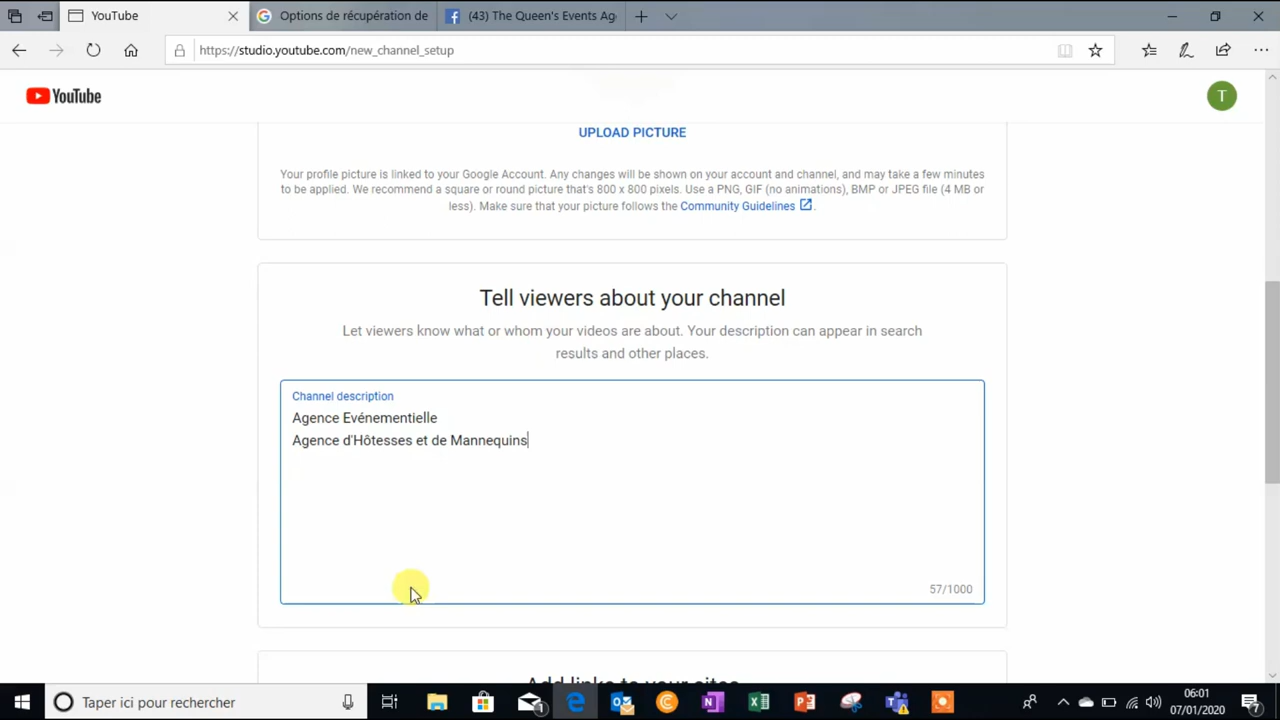 YouTube
Options de récupération de
(43) The Queen's Events Ag
https://studio.youtube.com/new_channel_setup
YouTube
T
UPLOAD PICTURE
Your profile picture is linked to your Google Account. Any changes will be shown on your account and channel, and may take a few minutes
to be applied. We recommend a square or round picture that's 800 x 800 pixels. Use a PNG, GIF (no animations), BMP or JPEG file (4 MB or
less). Make sure that your picture follows the Community Guidelines.
Tell viewers about your channel
Let viewers know what or whom your videos are about. Your description can appear in search
results and other places.
Channel description
Agence Evénementielle
Agence d'Hôtesses et de Mannequins
57/1000
Add links to your sites
Taper ici pour rechercher
06:01
07/01/2020